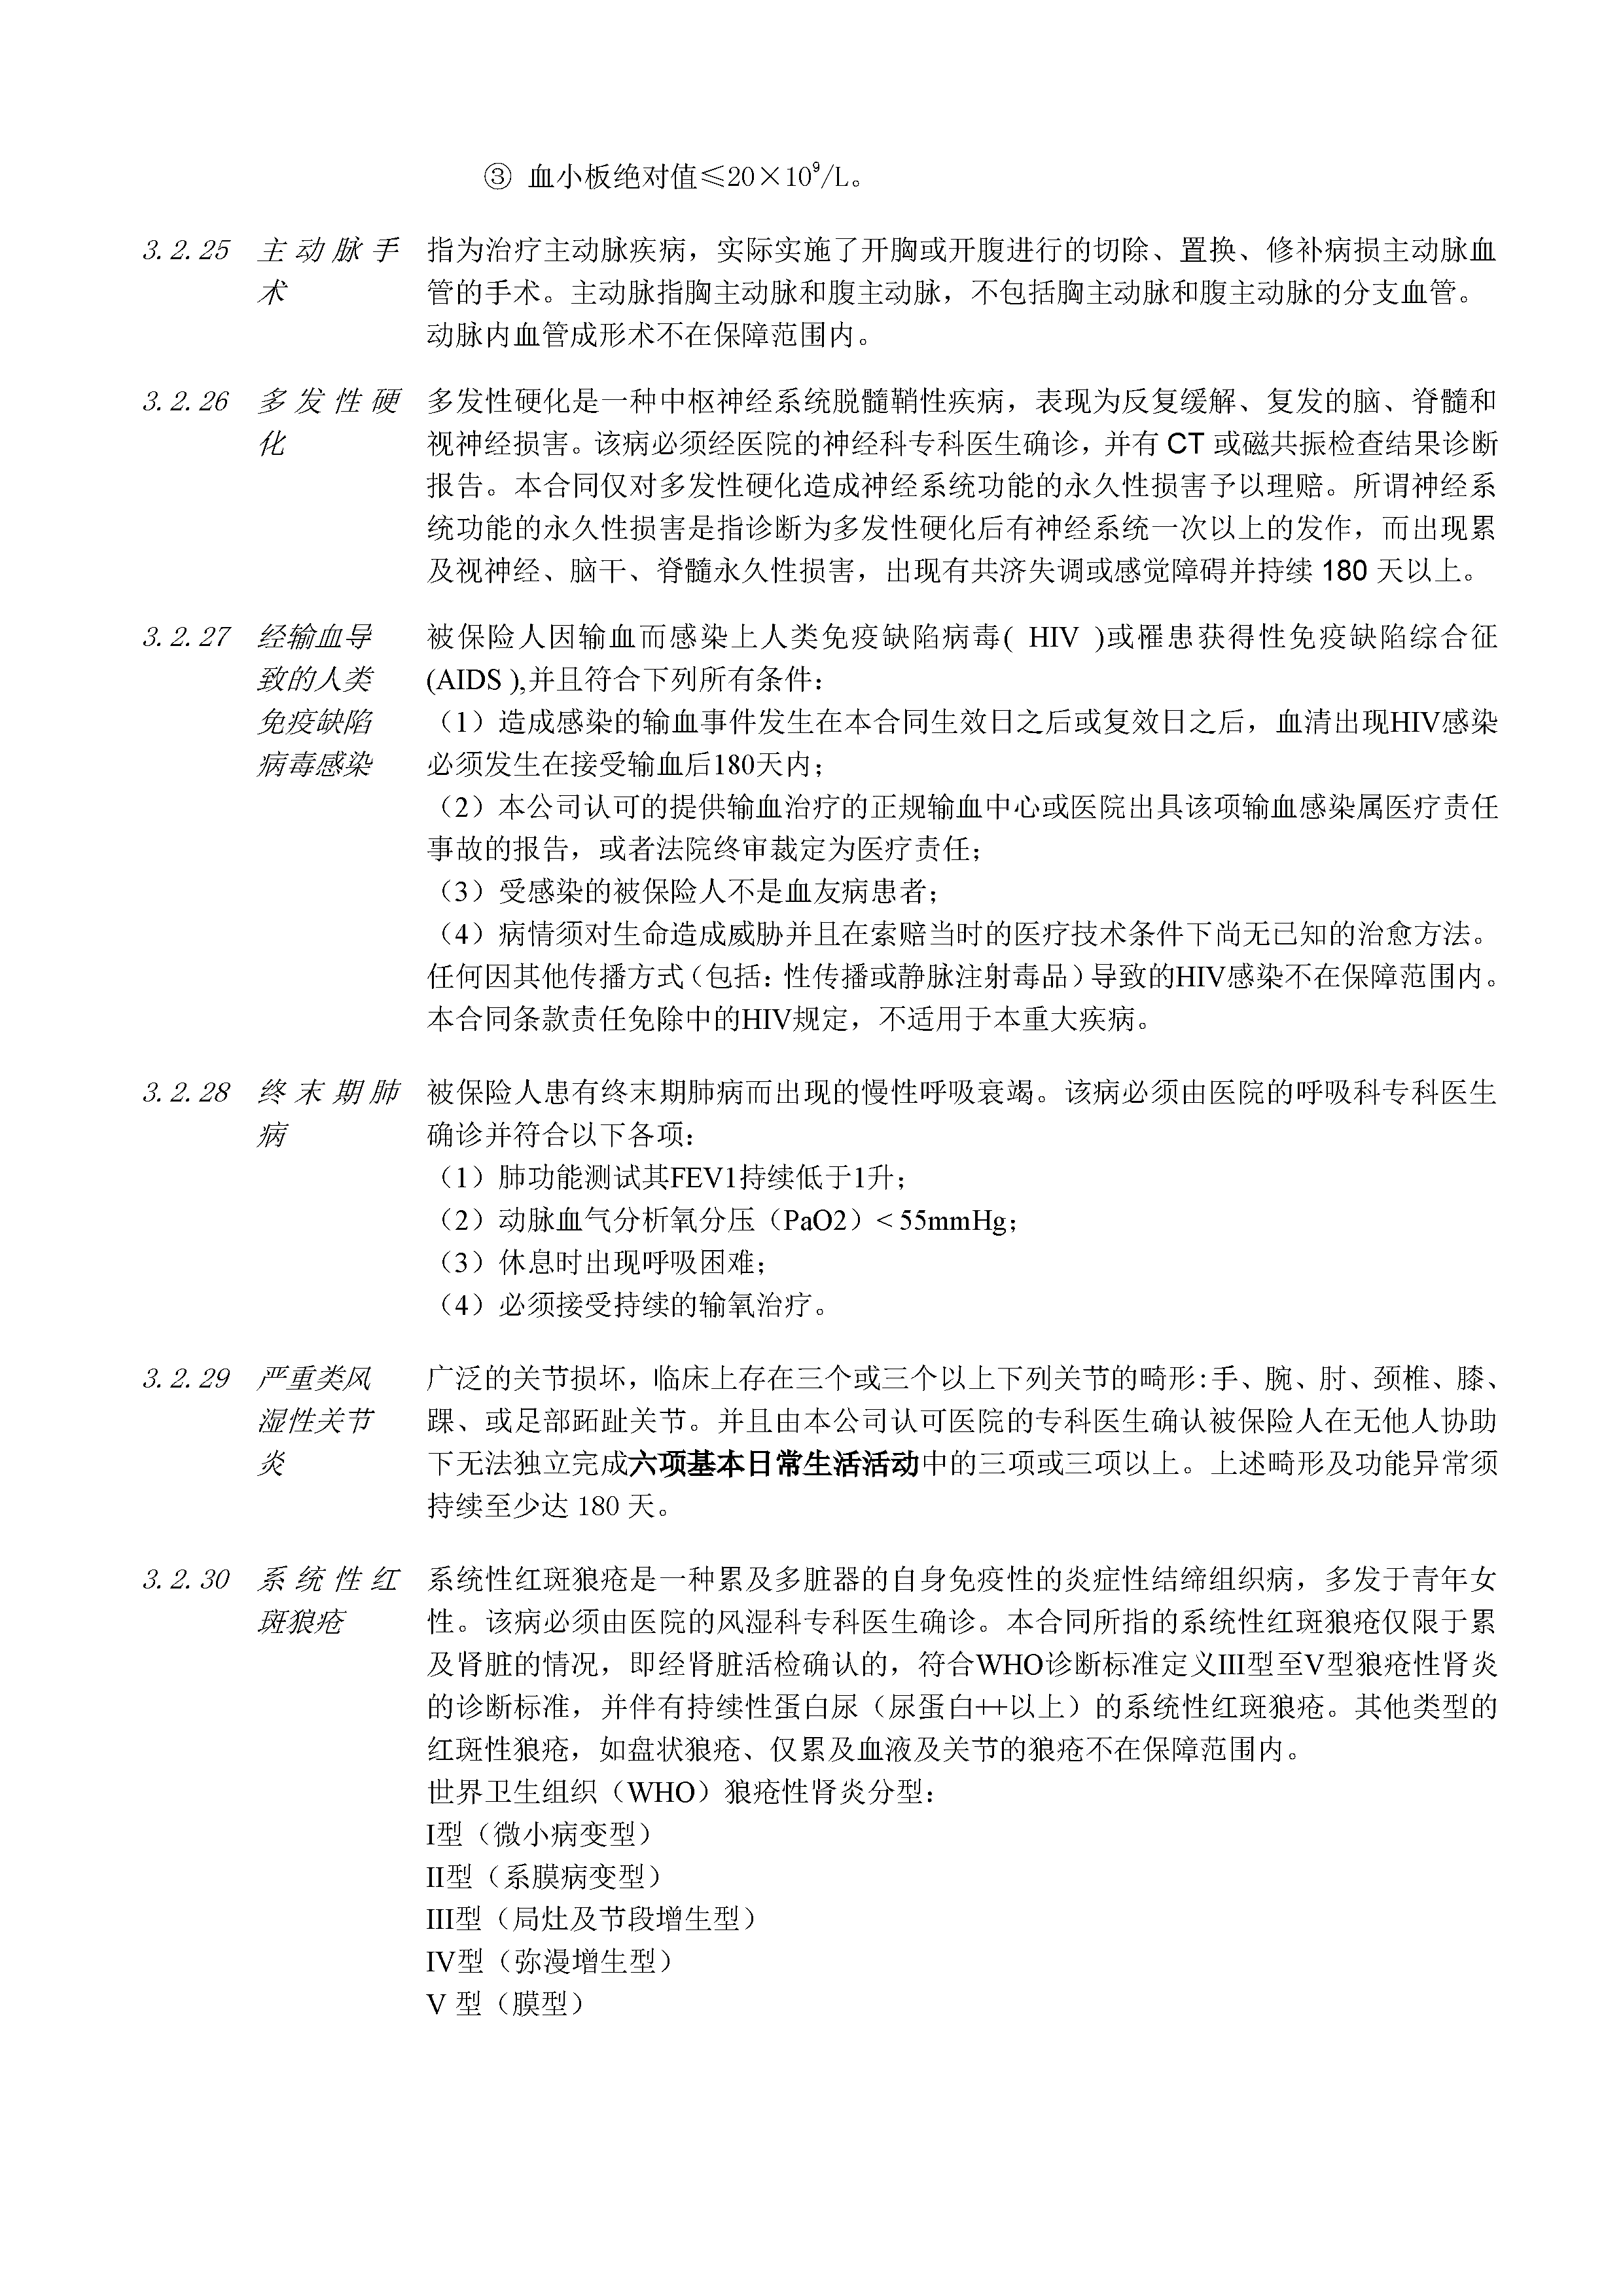 ③ 血小板绝对值≤20×10⁹/L。
3.2.25 主动脉手 指为治疗主动脉疾病，实际实施了开胸或开腹进行的切除、置换、修补病损主动脉血
术 管的手术。主动脉指胸主动脉和腹主动脉，不包括胸主动脉和腹主动脉的分支血管。
动脉内血管成形术不在保障范围内。
3.2.26 多发性硬 多发性硬化是一种中枢神经系统脱髓鞘性疾病，表现为反复缓解、复发的脑、脊髓和
化 视神经损害。该病必须经医院的神经科专科医生确诊，并有 CT 或磁共振检查结果诊断
报告。本合同仅对多发性硬化造成神经系统功能的永久性损害予以理赔。所谓神经系
统功能的永久性损害是指诊断为多发性硬化后有神经系统一次以上的发作，而出现累
及视神经、脑干、脊髓永久性损害，出现有共济失调或感觉障碍并持续 180 天以上。
3.2.27 经输血导 被保险人因输血而感染上人类免疫缺陷病毒( HIV )或罹患获得性免疫缺陷综合征
致的人类 (AIDS ),并且符合下列所有条件：
免疫缺陷 （1）造成感染的输血事件发生在本合同生效日之后或复效日之后，血清出现HIV感染
病毒感染 必须发生在接受输血后180天内；
（2）本公司认可的提供输血治疗的正规输血中心或医院出具该项输血感染属医疗责任
事故的报告，或者法院终审裁定为医疗责任；
（3）受感染的被保险人不是血友病患者；
（4）病情须对生命造成威胁并且在索赔当时的医疗技术条件下尚无已知的治愈方法。
任何因其他传播方式（包括：性传播或静脉注射毒品）导致的HIV感染不在保障范围内。
本合同条款责任免除中的HIV规定，不适用于本重大疾病。
3.2.28 终末期肺 被保险人患有终末期肺病而出现的慢性呼吸衰竭。该病必须由医院的呼吸科专科医生
病 确诊并符合以下各项：
（1）肺功能测试其FEV1持续低于1升；
（2）动脉血气分析氧分压（PaO2）< 55mmHg；
（3）休息时出现呼吸困难；
（4）必须接受持续的输氧治疗。
3.2.29 严重类风 广泛的关节损坏，临床上存在三个或三个以上下列关节的畸形:手、腕、肘、颈椎、膝、
湿性关节 踝、或足部跖趾关节。并且由本公司认可医院的专科医生确认被保险人在无他人协助
炎 下无法独立完成六项基本日常生活活动中的三项或三项以上。上述畸形及功能异常须
持续至少达 180 天。
3.2.30 系统性红 系统性红斑狼疮是一种累及多脏器的自身免疫性的炎症性结缔组织病，多发于青年女
斑狼疮 性。该病必须由医院的风湿科专科医生确诊。本合同所指的系统性红斑狼疮仅限于累
及肾脏的情况，即经肾脏活检确认的，符合WHO诊断标准定义III型至V型狼疮性肾炎
的诊断标准，并伴有持续性蛋白尿（尿蛋白++以上）的系统性红斑狼疮。其他类型的
红斑性狼疮，如盘状狼疮、仅累及血液及关节的狼疮不在保障范围内。
世界卫生组织（WHO）狼疮性肾炎分型：
I型（微小病变型）
II型（系膜病变型）
III型（局灶及节段增生型）
IV型（弥漫增生型）
V 型（膜型）